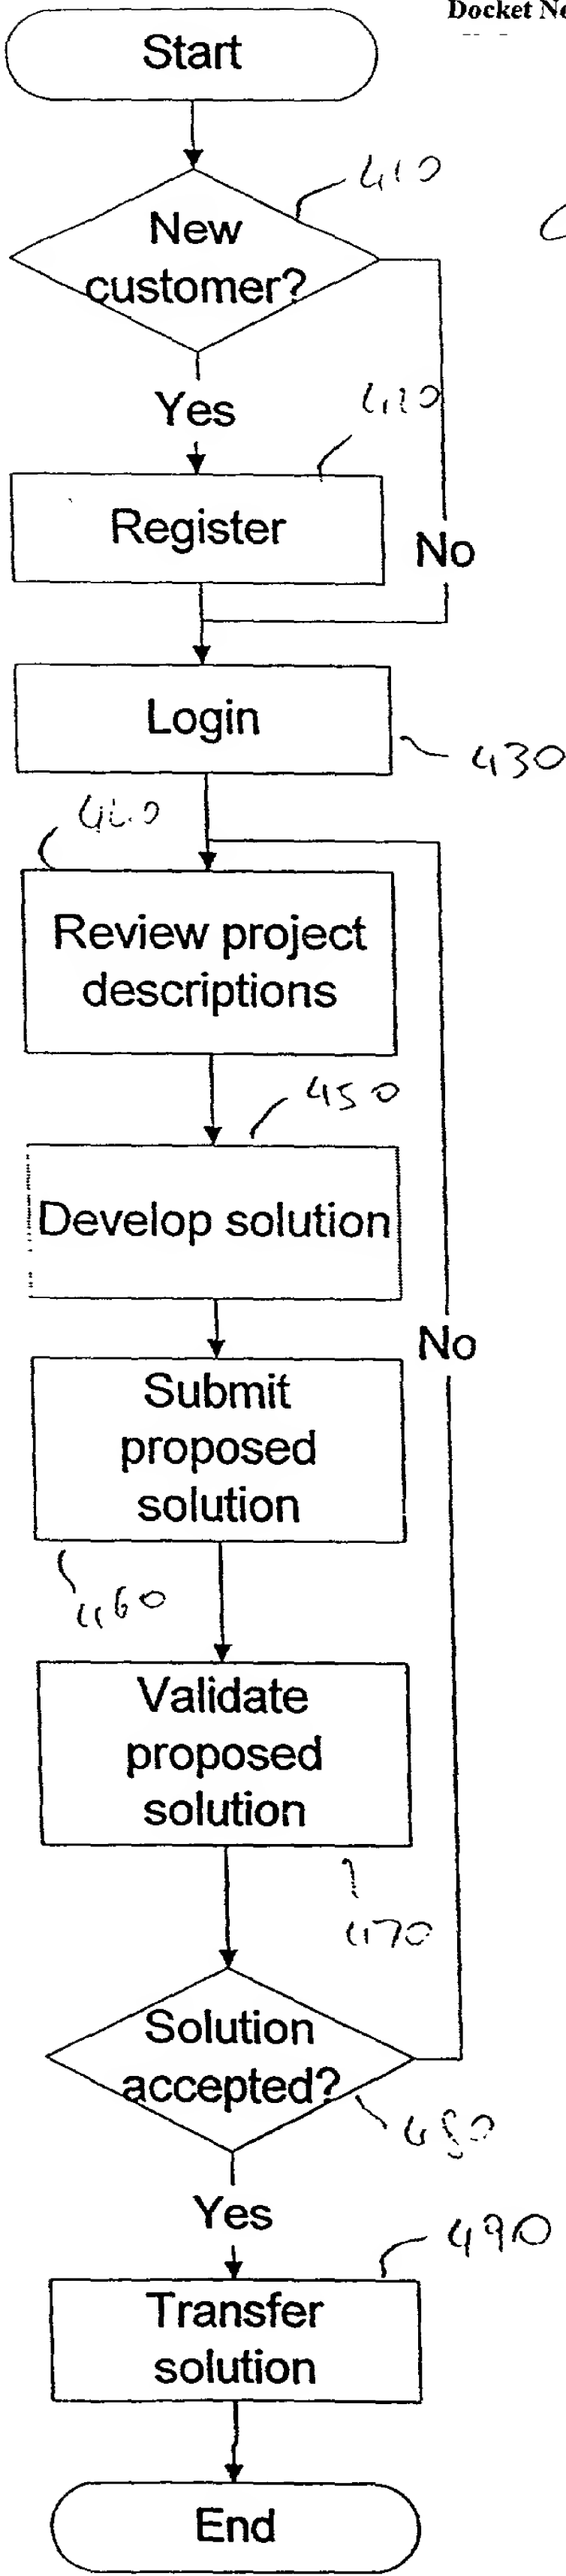 Docket No
Start
410
New
customer?
Yes
420
Register
No
Login
430
440
Review project
descriptions
450
Develop solution
No
Submit
proposed
solution
460
Validate
proposed
solution
470
Solution
accepted?
480
Yes
490
Transfer
solution
End